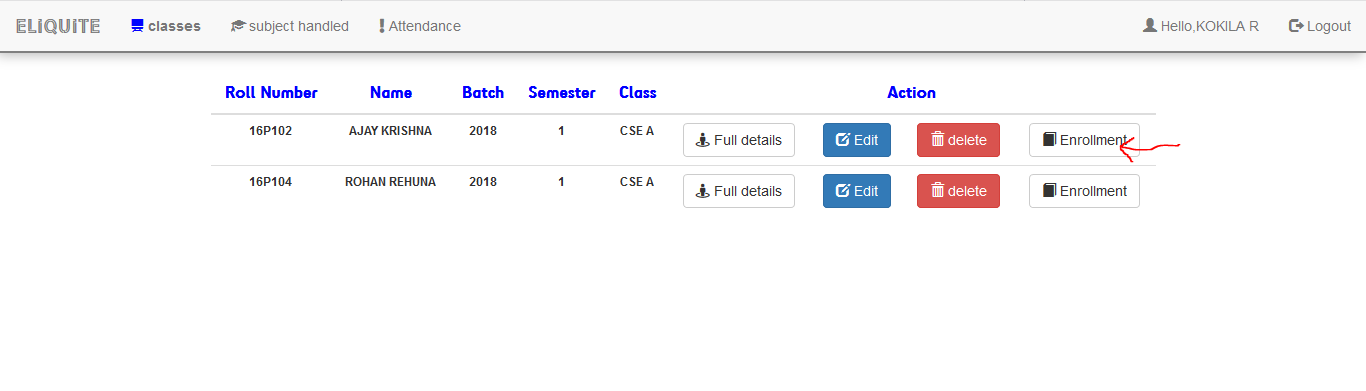 ELIQUITE classes subject handled Attendance Hello,KOKILA R Logout
Roll Number Name Batch Semester Class Action
16P102 AJAY KRISHNA 2018 1 CSE A Full details Edit delete Enrollment
16P104 ROHAN REHUNA 2018 1 CSE A Full details Edit delete Enrollment